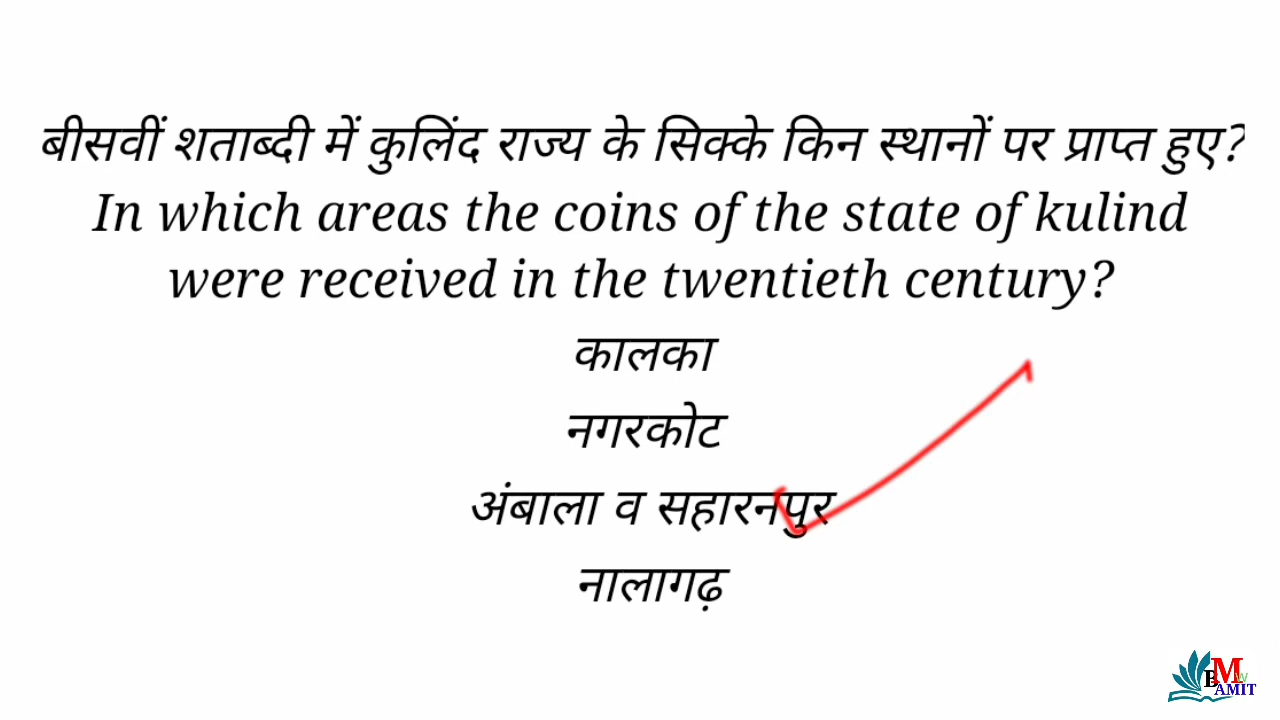 बीसवीं शताब्दी में कुलिंद राज्य के सिक्के किन स्थानों पर प्राप्त हुए?
In which areas the coins of the state of kulind
were received in the twentieth century?
कालका
नगरकोट
अंबाला व सहारनपुर
नालागढ़
BMW
AMIT